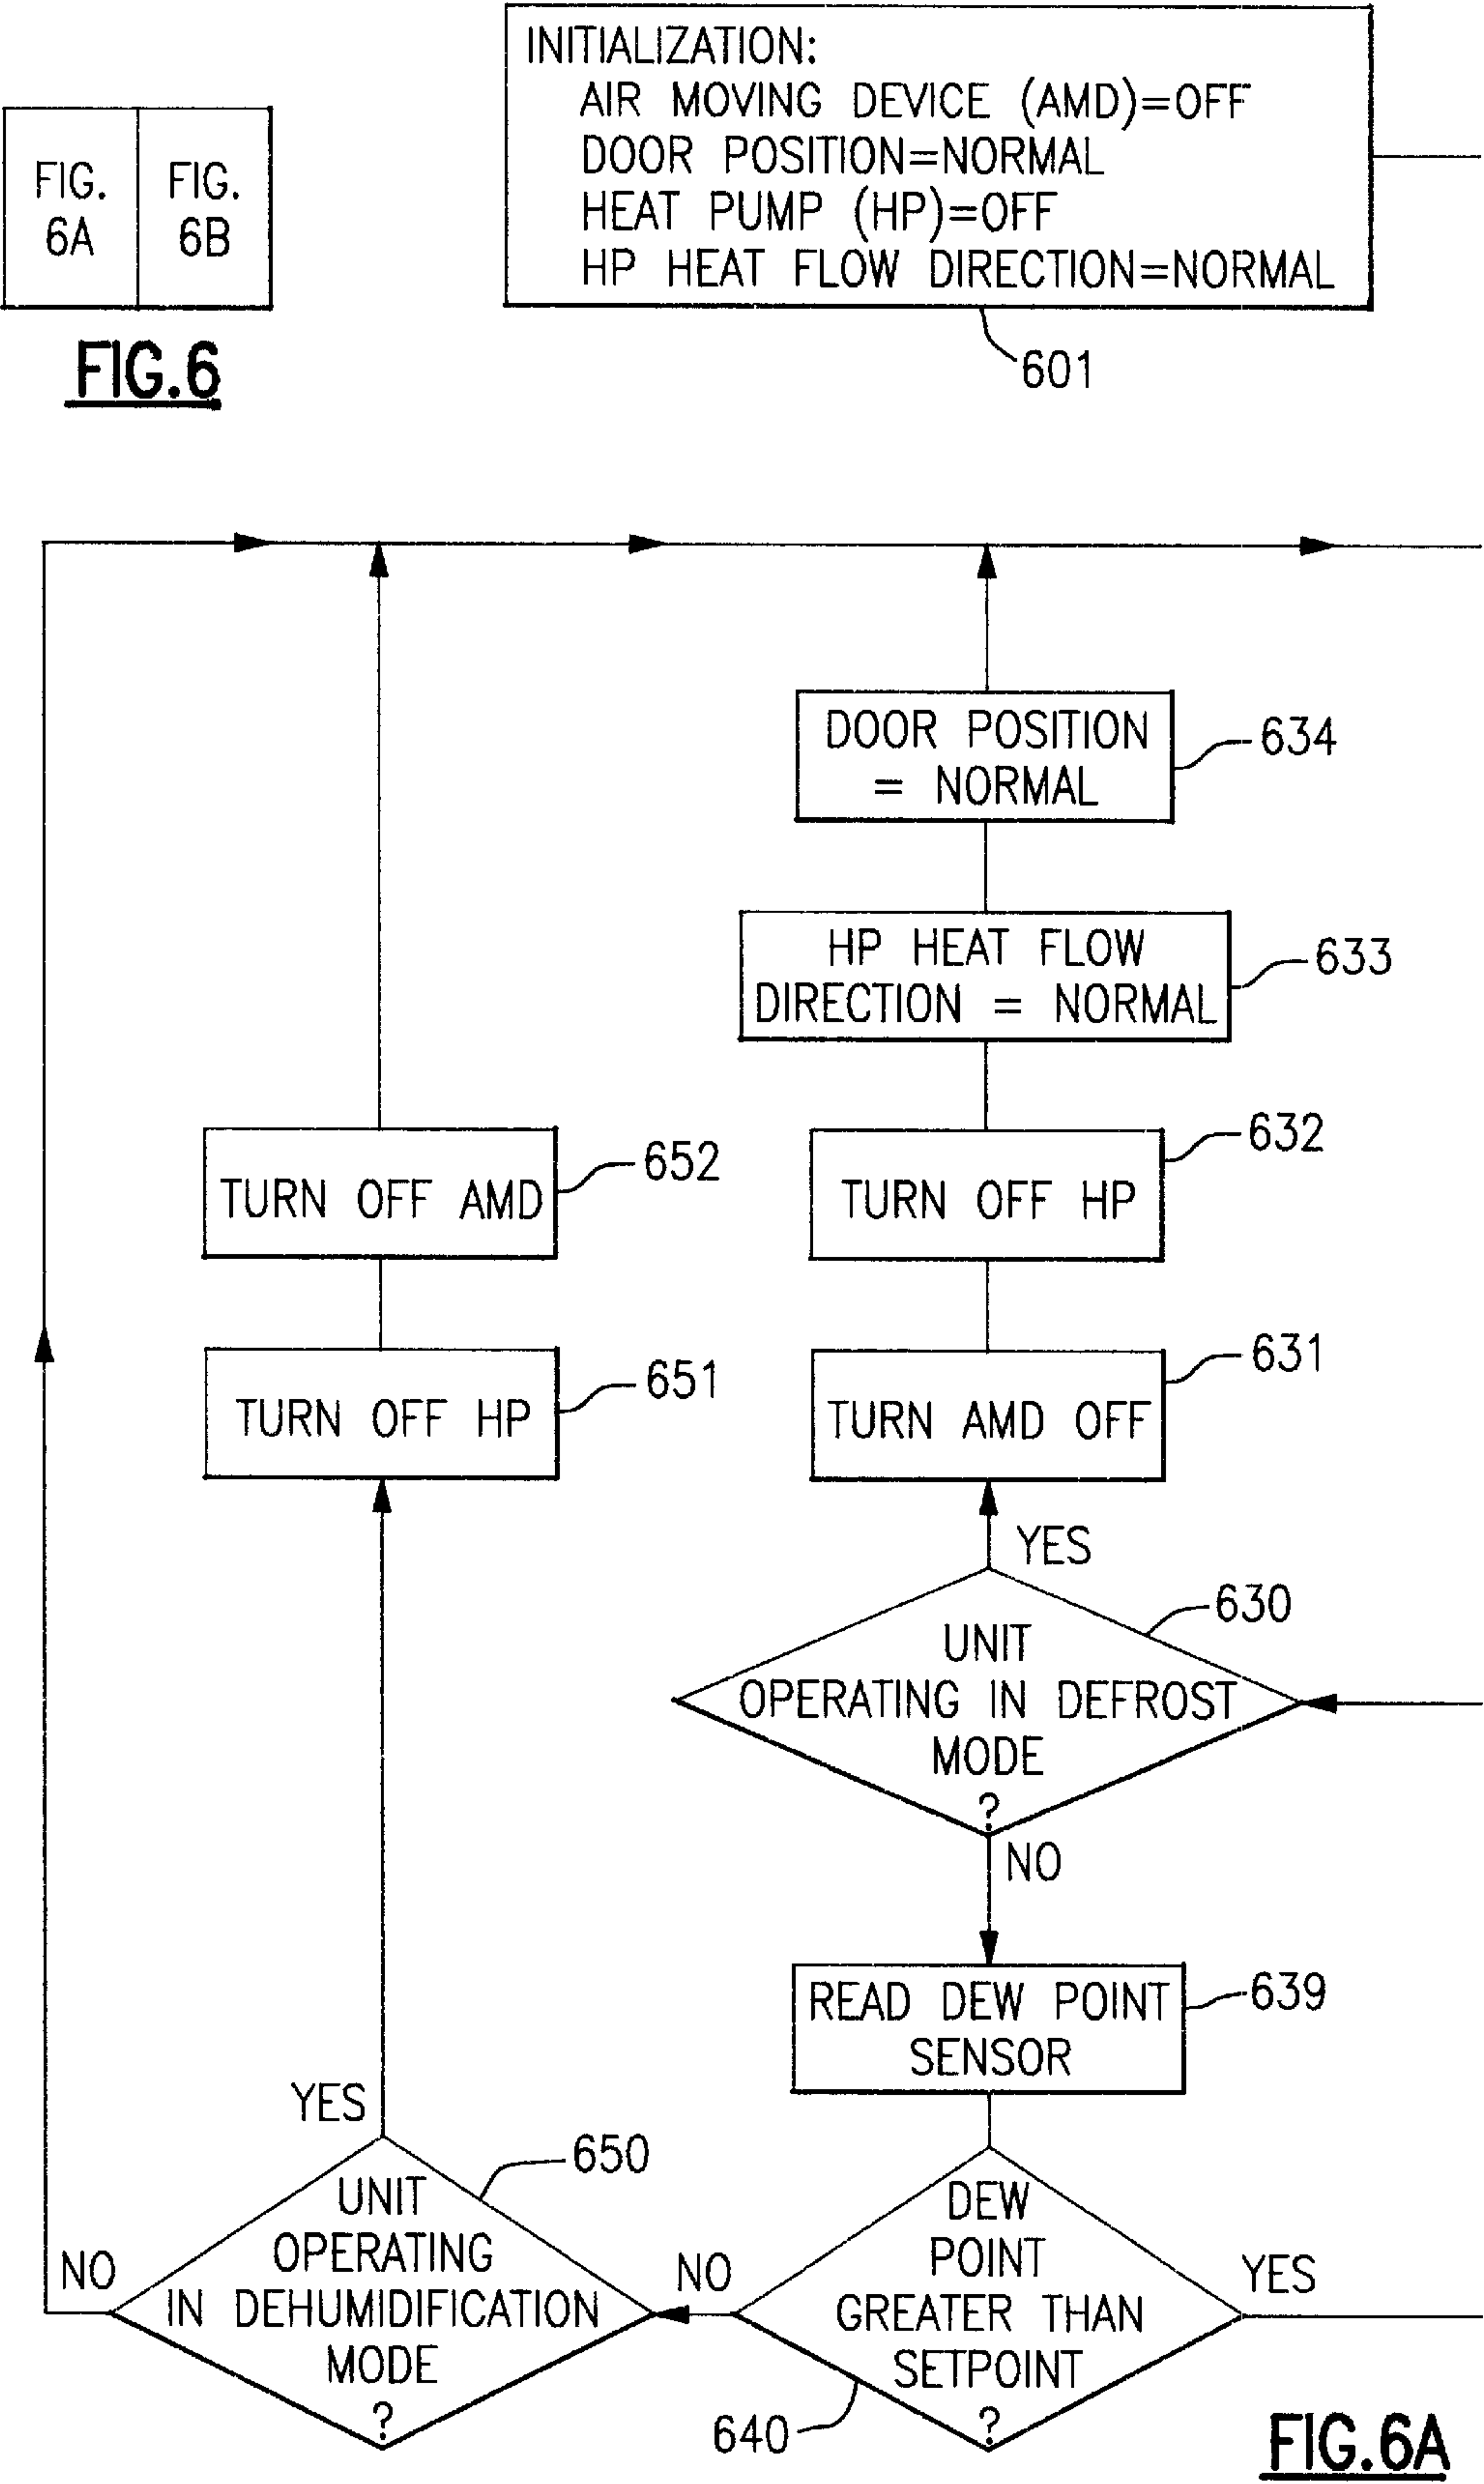 INITIALIZATION:
AIR MOVING DEVICE (AMD)=OFF
DOOR POSITION=NORMAL
HEAT PUMP (HP)=OFF
HP HEAT FLOW DIRECTION=NORMAL
601
FIG.
6A
FIG.
6B
FIG.6
DOOR POSITION
= NORMAL
634
HP HEAT FLOW
DIRECTION = NORMAL
633
TURN OFF AMD
652
TURN OFF HP
632
TURN OFF HP
651
TURN AMD OFF
631
YES
630
UNIT
OPERATING IN DEFROST
MODE
?
NO
READ DEW POINT
SENSOR
639
YES
650
UNIT
OPERATING
IN DEHUMIDIFICATION
MODE
?
NO
NO
DEW
POINT
GREATER THAN
SETPOINT
?
YES
640
FIG.6A